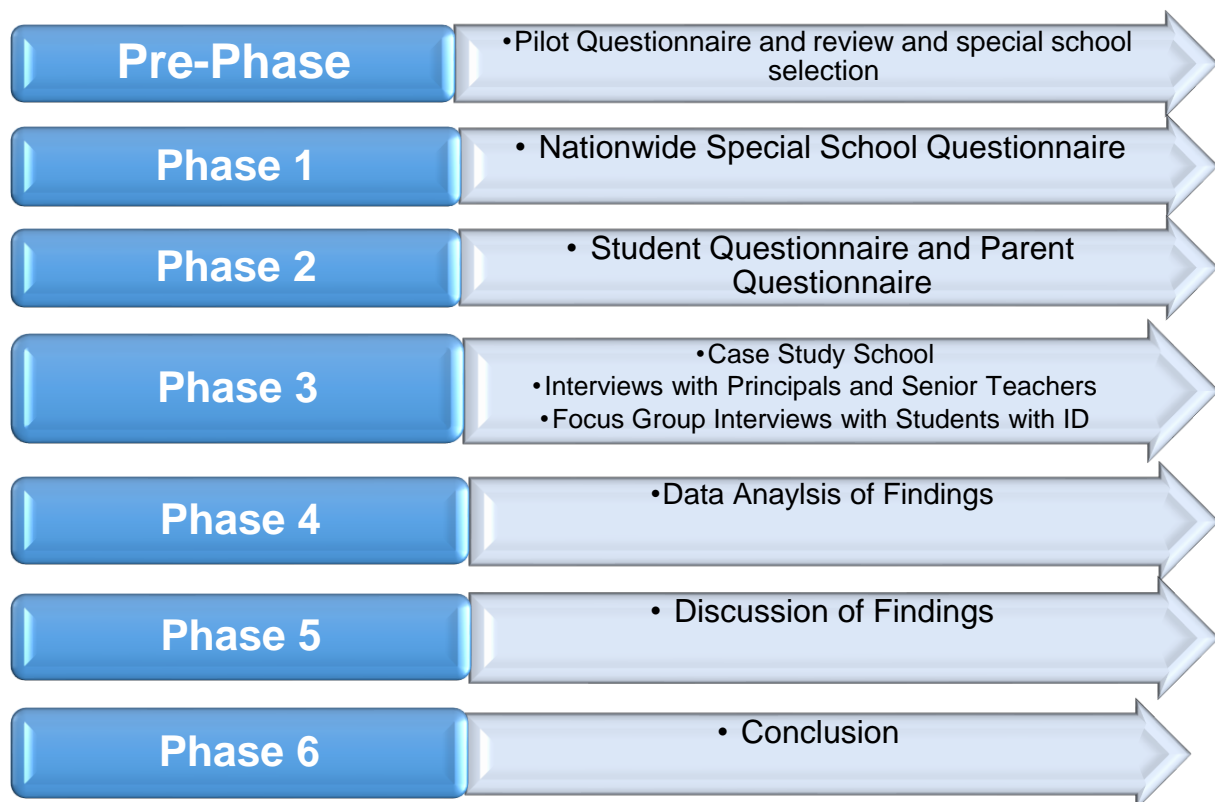 Pre-Phase
•Pilot Questionnaire and review and special school
selection
Phase 1
• Nationwide Special School Questionnaire
Phase 2
• Student Questionnaire and Parent
Questionnaire
Phase 3
•Case Study School
•Interviews with Principals and Senior Teachers
•Focus Group Interviews with Students with ID
Phase 4
•Data Anaylsis of Findings
Phase 5
• Discussion of Findings
Phase 6
• Conclusion